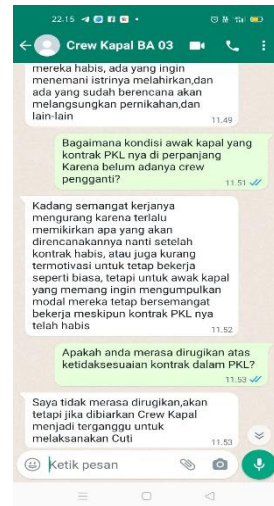 22.15
Crew Kapal BA 03
mereka habis, ada yang ingin
menemani istrinya melahirkan,dan
ada yang sudah berencana akan
melangsungkan pernikahan,dan
lain-lain
11.49
Bagaimana kondisi awak kapal yang
kontrak PKL nya di perpanjang
Karena belum adanya crew
pengganti?
11.51
Kadang semangat kerjanya
mengurang karena terlalu
memikirkan apa yang akan
direncanakannya nanti setelah
kontrak habis, atau juga kurang
termotivasi untuk tetap bekerja
seperti biasa, tetapi untuk awak kapal
yang memang ingin mengumpulkan
modal mereka tetap bersemangat
bekerja meskipun kontrak PKL nya
telah habis
11.52
Apakah anda merasa dirugikan atas
ketidaksesuaian kontrak dalam PKL?
11.53
Saya tidak merasa dirugikan,akan
tetapi jika dibiarkan Crew Kapal
menjadi terganggu untuk
melaksanakan Cuti
11.53
Ketik pesan